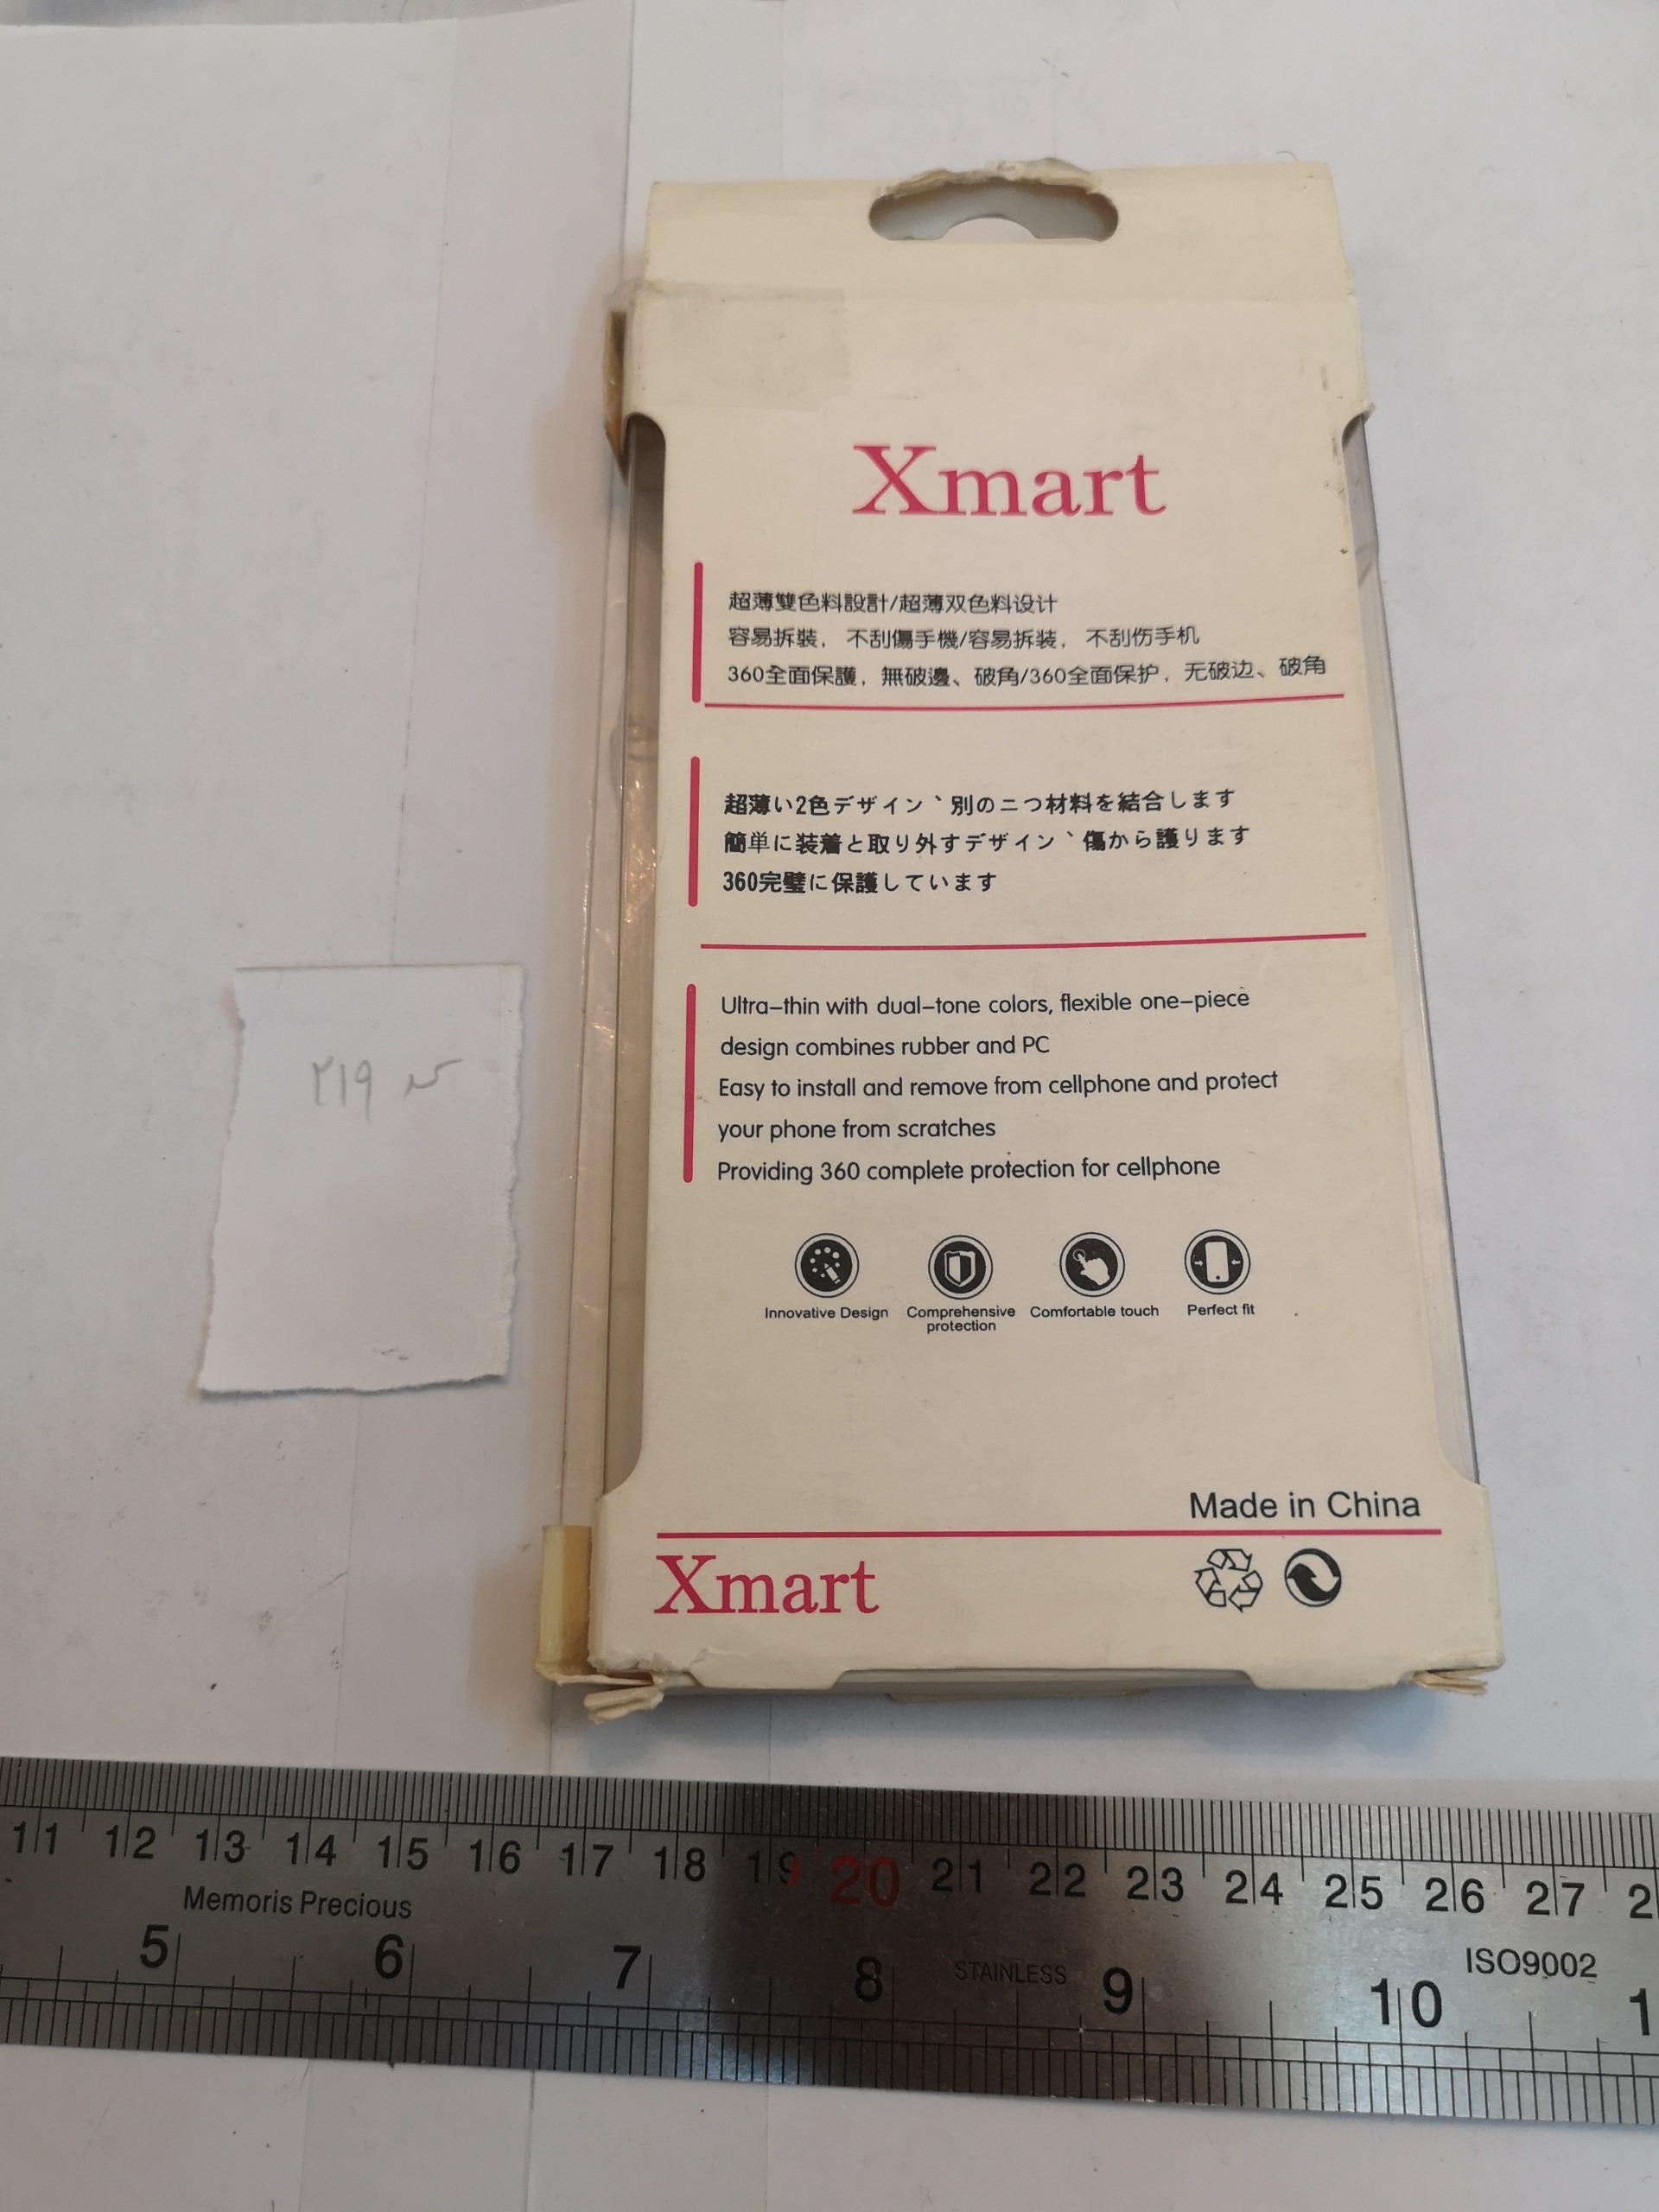 Xmart
超薄雙色料設計/超薄双色料设计
容易拆裝，不刮傷手機/容易拆装，不刮伤手机
360全面保護，無破邊、破角/360全面保护，无破边、破角
超薄い2色デザイン、別のニつ材料を結合します
簡単に装着と取り外すデザイン、傷から護ります
360完璧に保護しています
Ultra-thin with dual-tone colors, flexible one-piece
design combines rubber and PC
Easy to install and remove from cellphone and protect
your phone from scratches
Providing 360 complete protection for cellphone
Innovative Design
Comprehensive
protection
Comfortable touch
Perfect fit
Made in China
Xmart
۲۱۹
11 12 13 14 15 16 17 18 19 20 21 22 23 24 25 26 27 2
Memoris Precious
STAINLESS
ISO9002
5 6 7 8 9 10 1